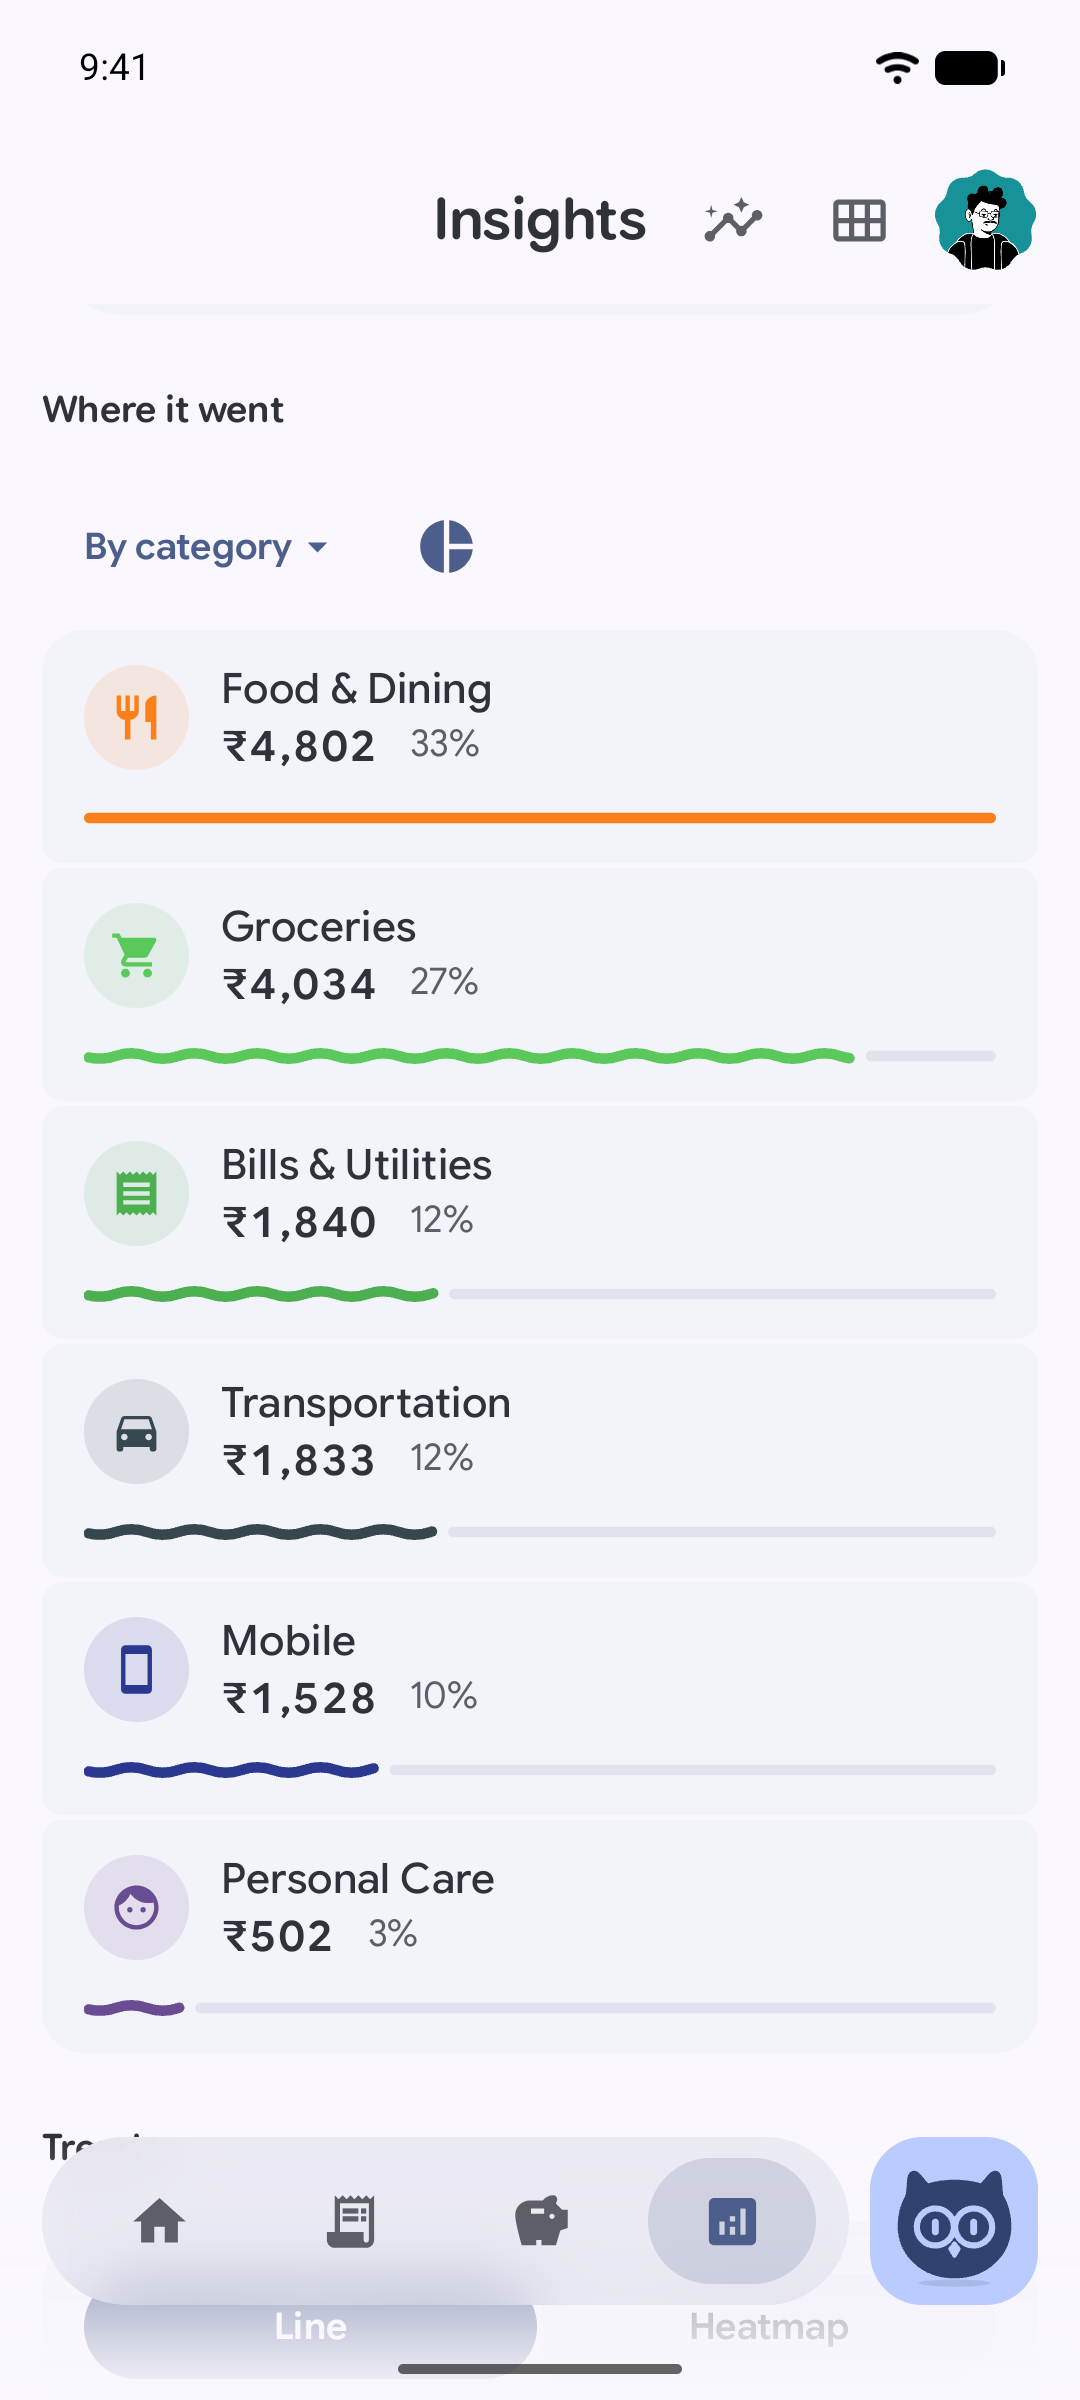 9:41
Insights
Where it went
By category
Food & Dining
₹4,802 33%
Groceries
₹4,034 27%
Bills & Utilities
₹1,840 12%
Transportation
₹1,833 12%
Mobile
₹1,528 10%
Personal Care
₹502 3%
Line
Heatmap